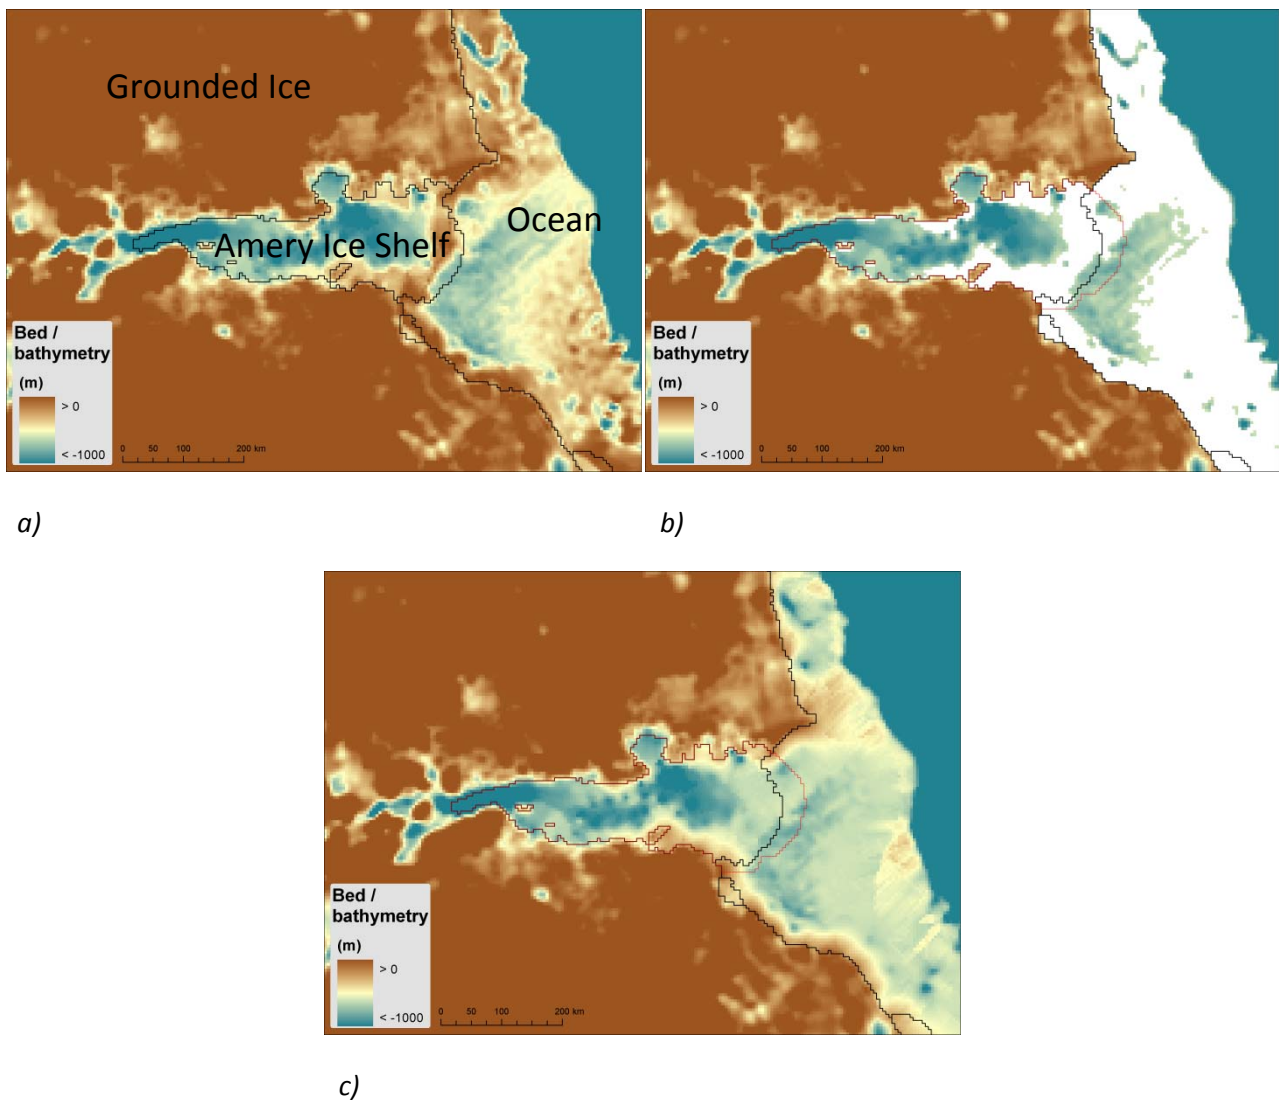 Grounded Ice
Ocean
Amery Ice Shelf
Bed /
bathymetry
(m)
> 0
< -1000
0 50 100 200 km
Bed /
bathymetry
(m)
> 0
< -1000
0 50 100 200 km
a)
b)
Bed /
bathymetry
(m)
> 0
< -1000
0 50 100 200 km
c)